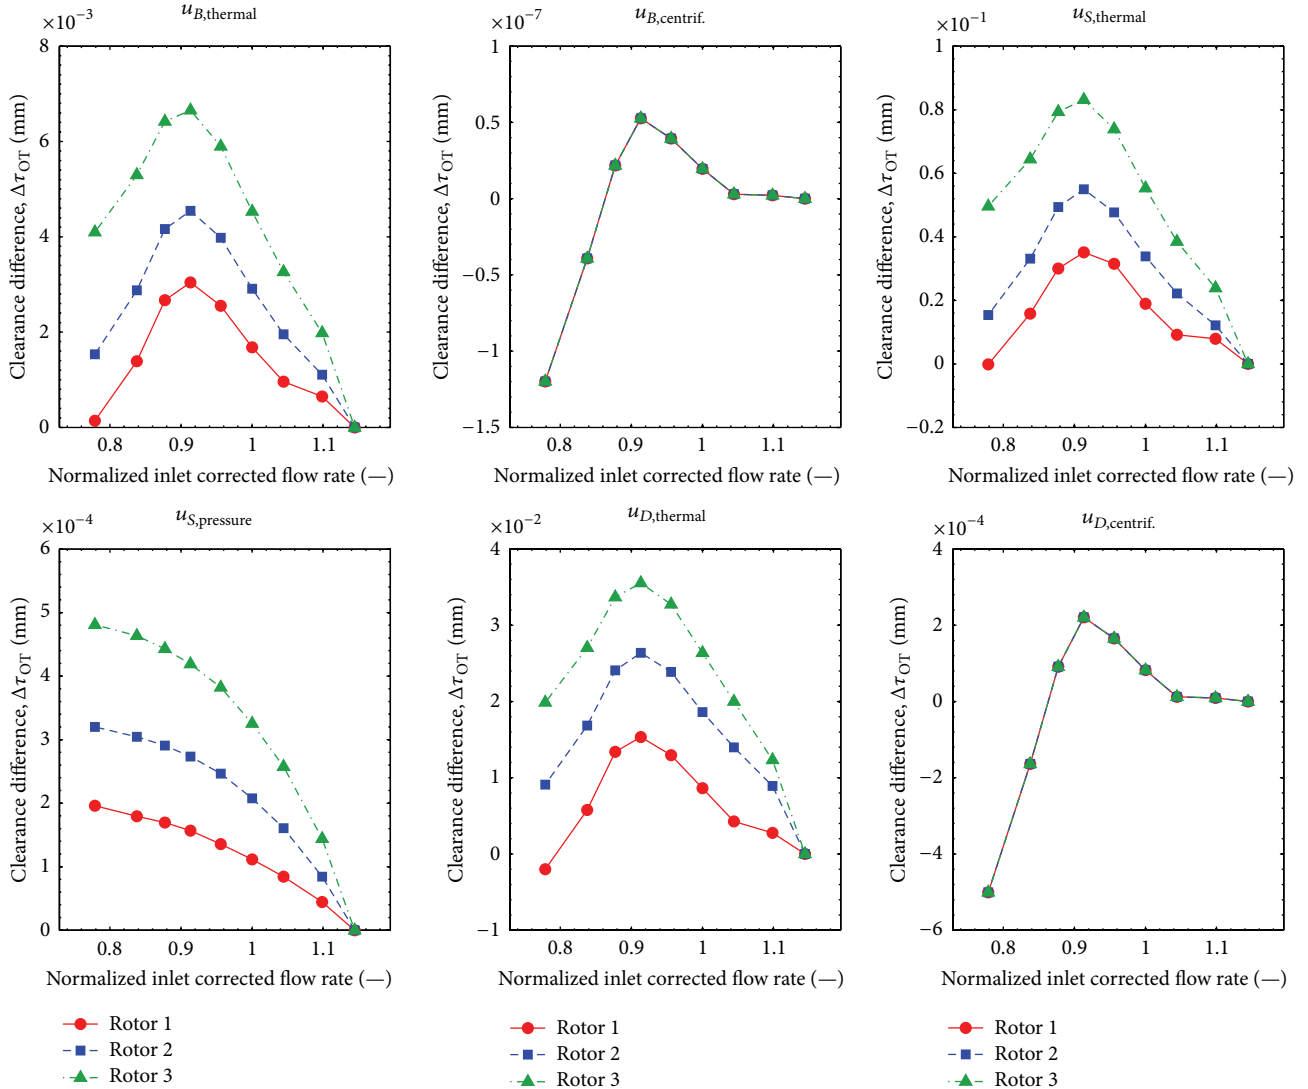 u_B,thermal
×10⁻³
8
6
4
2
0
0.8 0.9 1 1.1
Clearance difference, Δτ_OT (mm)
Normalized inlet corrected flow rate (—)
u_B,centrif.
×10⁻⁷
1
0.5
0
−0.5
−1
−1.5
0.8 0.9 1 1.1
Clearance difference, Δτ_OT (mm)
Normalized inlet corrected flow rate (—)
u_S,thermal
×10⁻¹
1
0.8
0.6
0.4
0.2
0
−0.2
0.8 0.9 1 1.1
Clearance difference, Δτ_OT (mm)
Normalized inlet corrected flow rate (—)
u_S,pressure
×10⁻⁴
6
5
4
3
2
1
0
0.8 0.9 1 1.1
Clearance difference, Δτ_OT (mm)
Normalized inlet corrected flow rate (—)
Rotor 1
Rotor 2
Rotor 3
u_D,thermal
×10⁻²
4
3
2
1
0
−1
0.8 0.9 1 1.1
Clearance difference, Δτ_OT (mm)
Normalized inlet corrected flow rate (—)
Rotor 1
Rotor 2
Rotor 3
u_D,centrif.
×10⁻⁴
4
2
0
−2
−4
−6
0.8 0.9 1 1.1
Clearance difference, Δτ_OT (mm)
Normalized inlet corrected flow rate (—)
Rotor 1
Rotor 2
Rotor 3